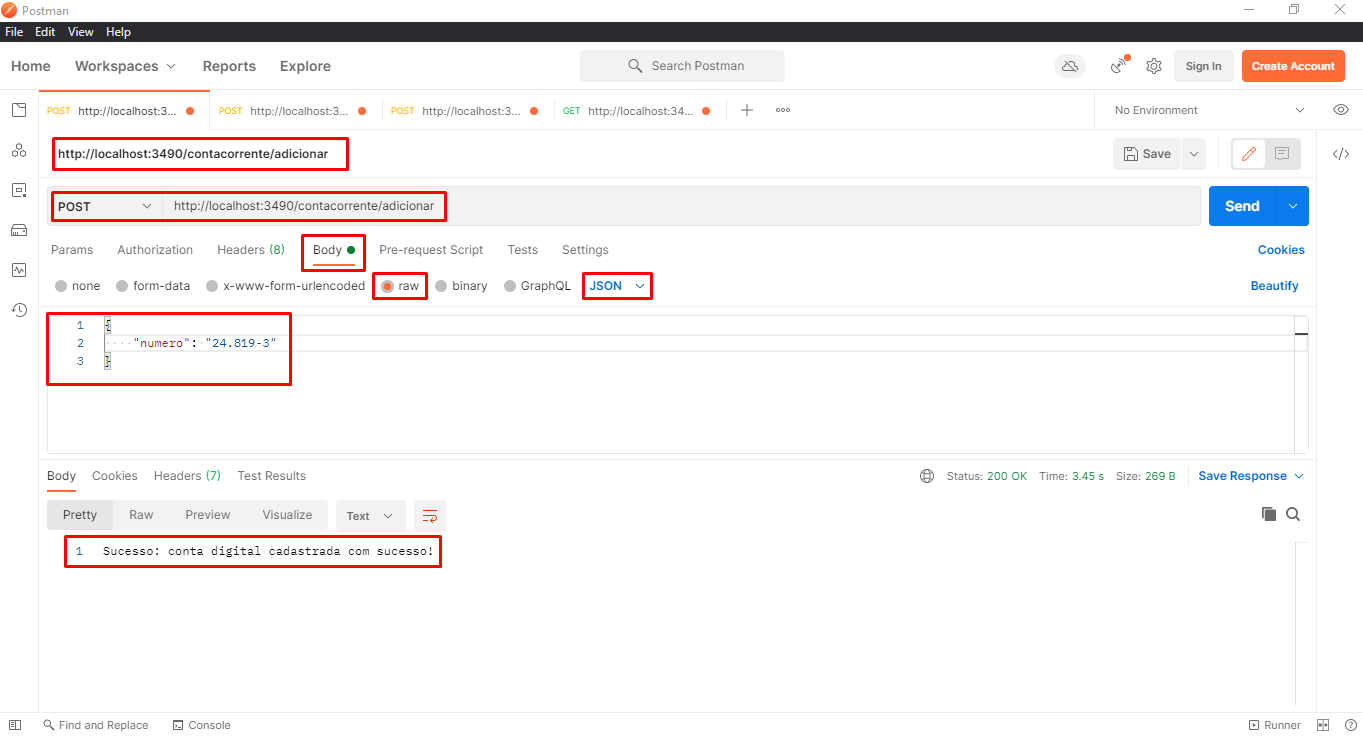 Postman
File Edit View Help
Home Workspaces Reports Explore Search Postman Sign In Create Account
POST http://localhost:3... POST http://localhost:3... POST http://localhost:3... GET http://localhost:34... No Environment
http://localhost:3490/contacorrente/adicionar Save
POST http://localhost:3490/contacorrente/adicionar Send
Params Authorization Headers (8) Body Pre-request Script Tests Settings Cookies
none form-data x-www-form-urlencoded raw binary GraphQL JSON Beautify
1 {
2 "numero": "24.819-3"
3 }
Body Cookies Headers (7) Test Results Status: 200 OK Time: 3.45 s Size: 269 B Save Response
Pretty Raw Preview Visualize Text
1 Sucesso: conta digital cadastrada com sucesso!
Find and Replace Console Runner